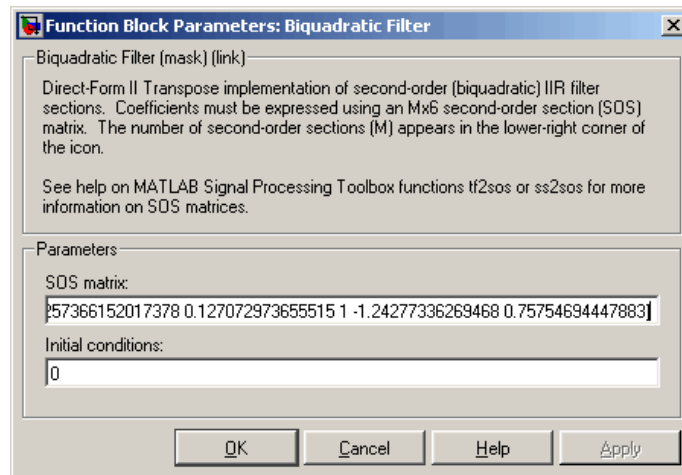 Function Block Parameters: Biquadratic Filter
Biquadratic Filter (mask) (link)
Direct-Form II Transpose implementation of second-order (biquadratic) IIR filter
sections. Coefficients must be expressed using an Mx6 second-order section (SOS)
matrix. The number of second-order sections (M) appears in the lower-right corner of
the icon.
See help on MATLAB Signal Processing Toolbox functions tf2sos or ss2sos for more
information on SOS matrices.
Parameters
SOS matrix:
257366152017378 0.127072973655515 1 -1.24277336269468 0.75754694447883]
Initial conditions:
0
OK Cancel Help Apply